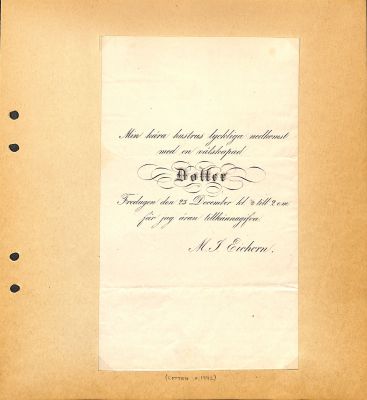 Min kära hustrus lyckliga nedkomst
med en välskapad
Dotter
Fredagen den 23 December kl ½ till 2 e m
får jag äran tillkännagifva
M. J. Eichorn.